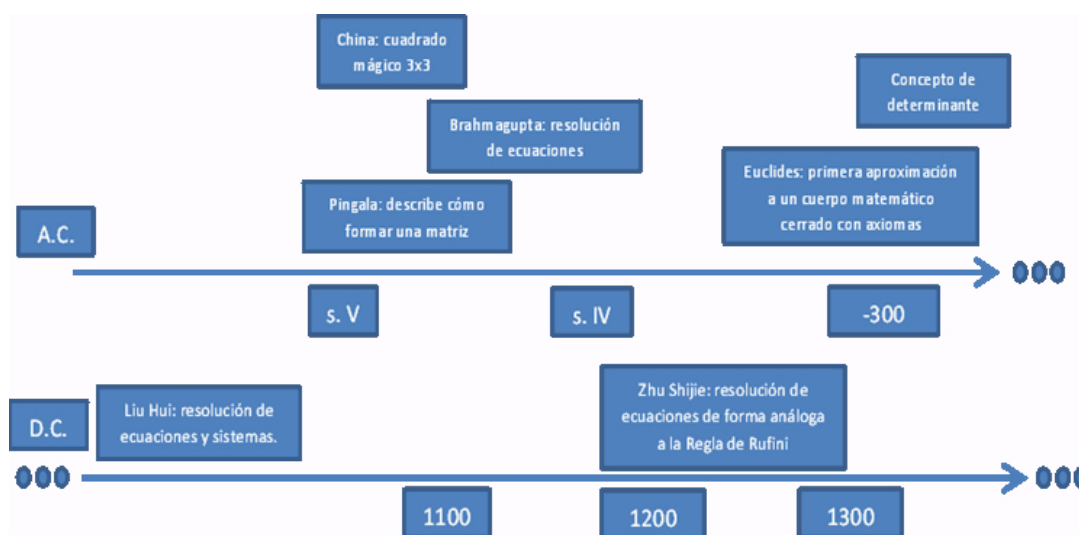 China: cuadrado
mágico 3x3
Concepto de
determinante
Brahmagupta: resolución
de ecuaciones
Euclides: primera aproximación
a un cuerpo matemático
cerrado con axiomas
Pingala: describe cómo
formar una matriz
A.C.
s. V
s. IV
-300
Liu Hui: resolución de
ecuaciones y sistemas.
Zhu Shijie: resolución de
ecuaciones de forma análoga
a la Regla de Rufini
D.C.
1100
1200
1300